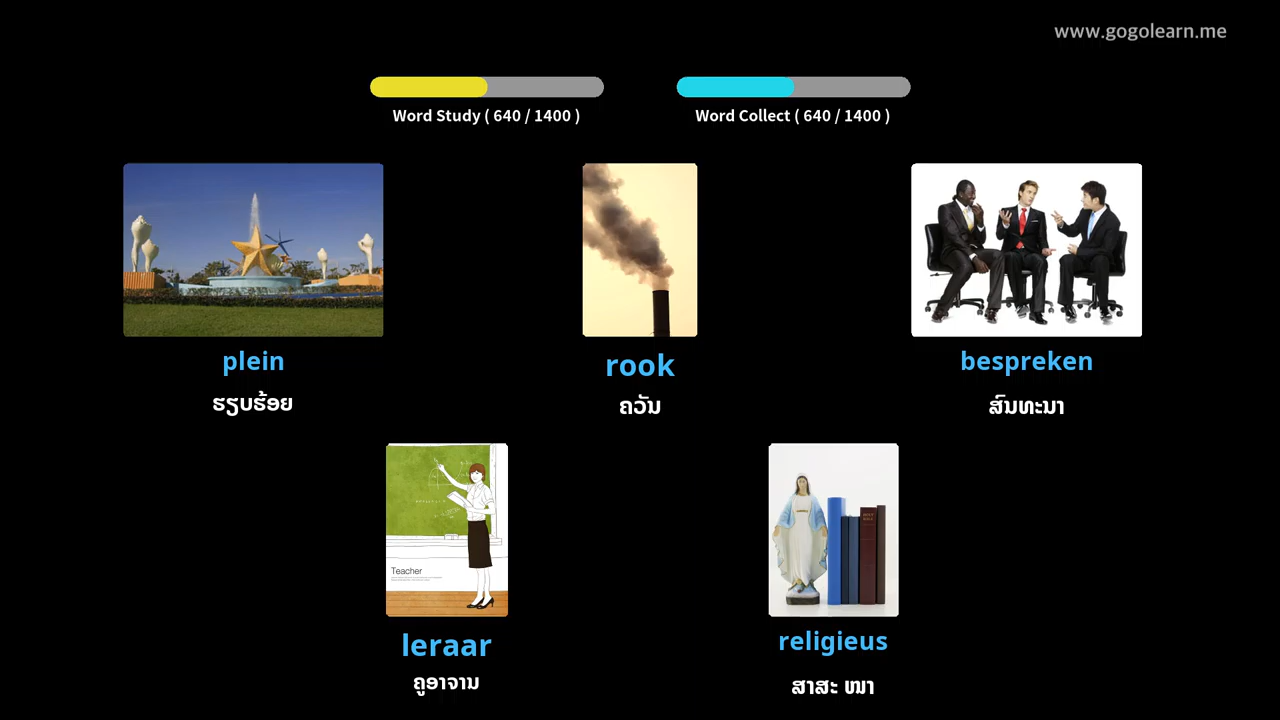 www.gogolearn.me
Word Study ( 640 / 1400 )
Word Collect ( 640 / 1400 )
plein
ຮຽບຮ້ອຍ
rook
ຄວັນ
bespreken
ສົນທະນາ
Teacher
leraar
ຄູອາຈານ
religieus
ສາສະ ໜາ